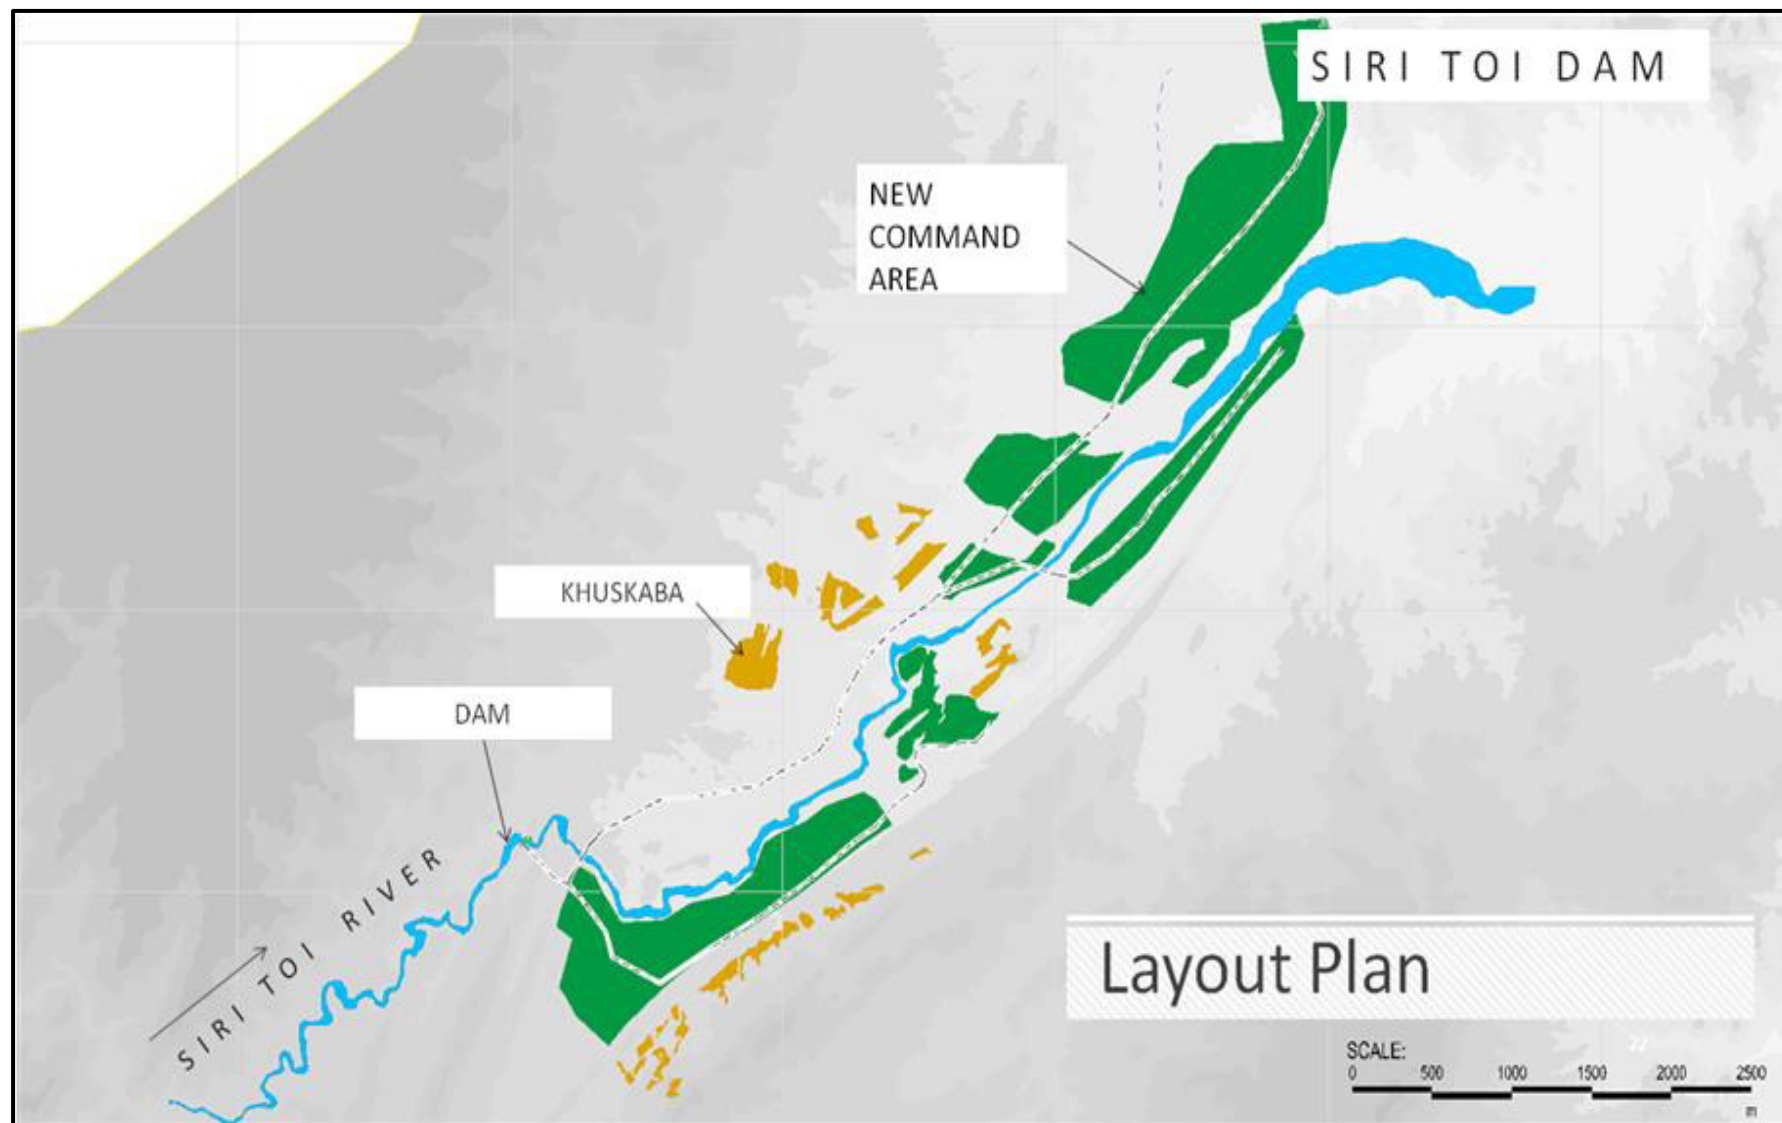 SIRI TOI DAM
NEW
COMMAND
AREA
KHUSKABA
DAM
SIRI TOI RIVER
Layout Plan
SCALE:
0 500 1000 1500 2000 2500
m